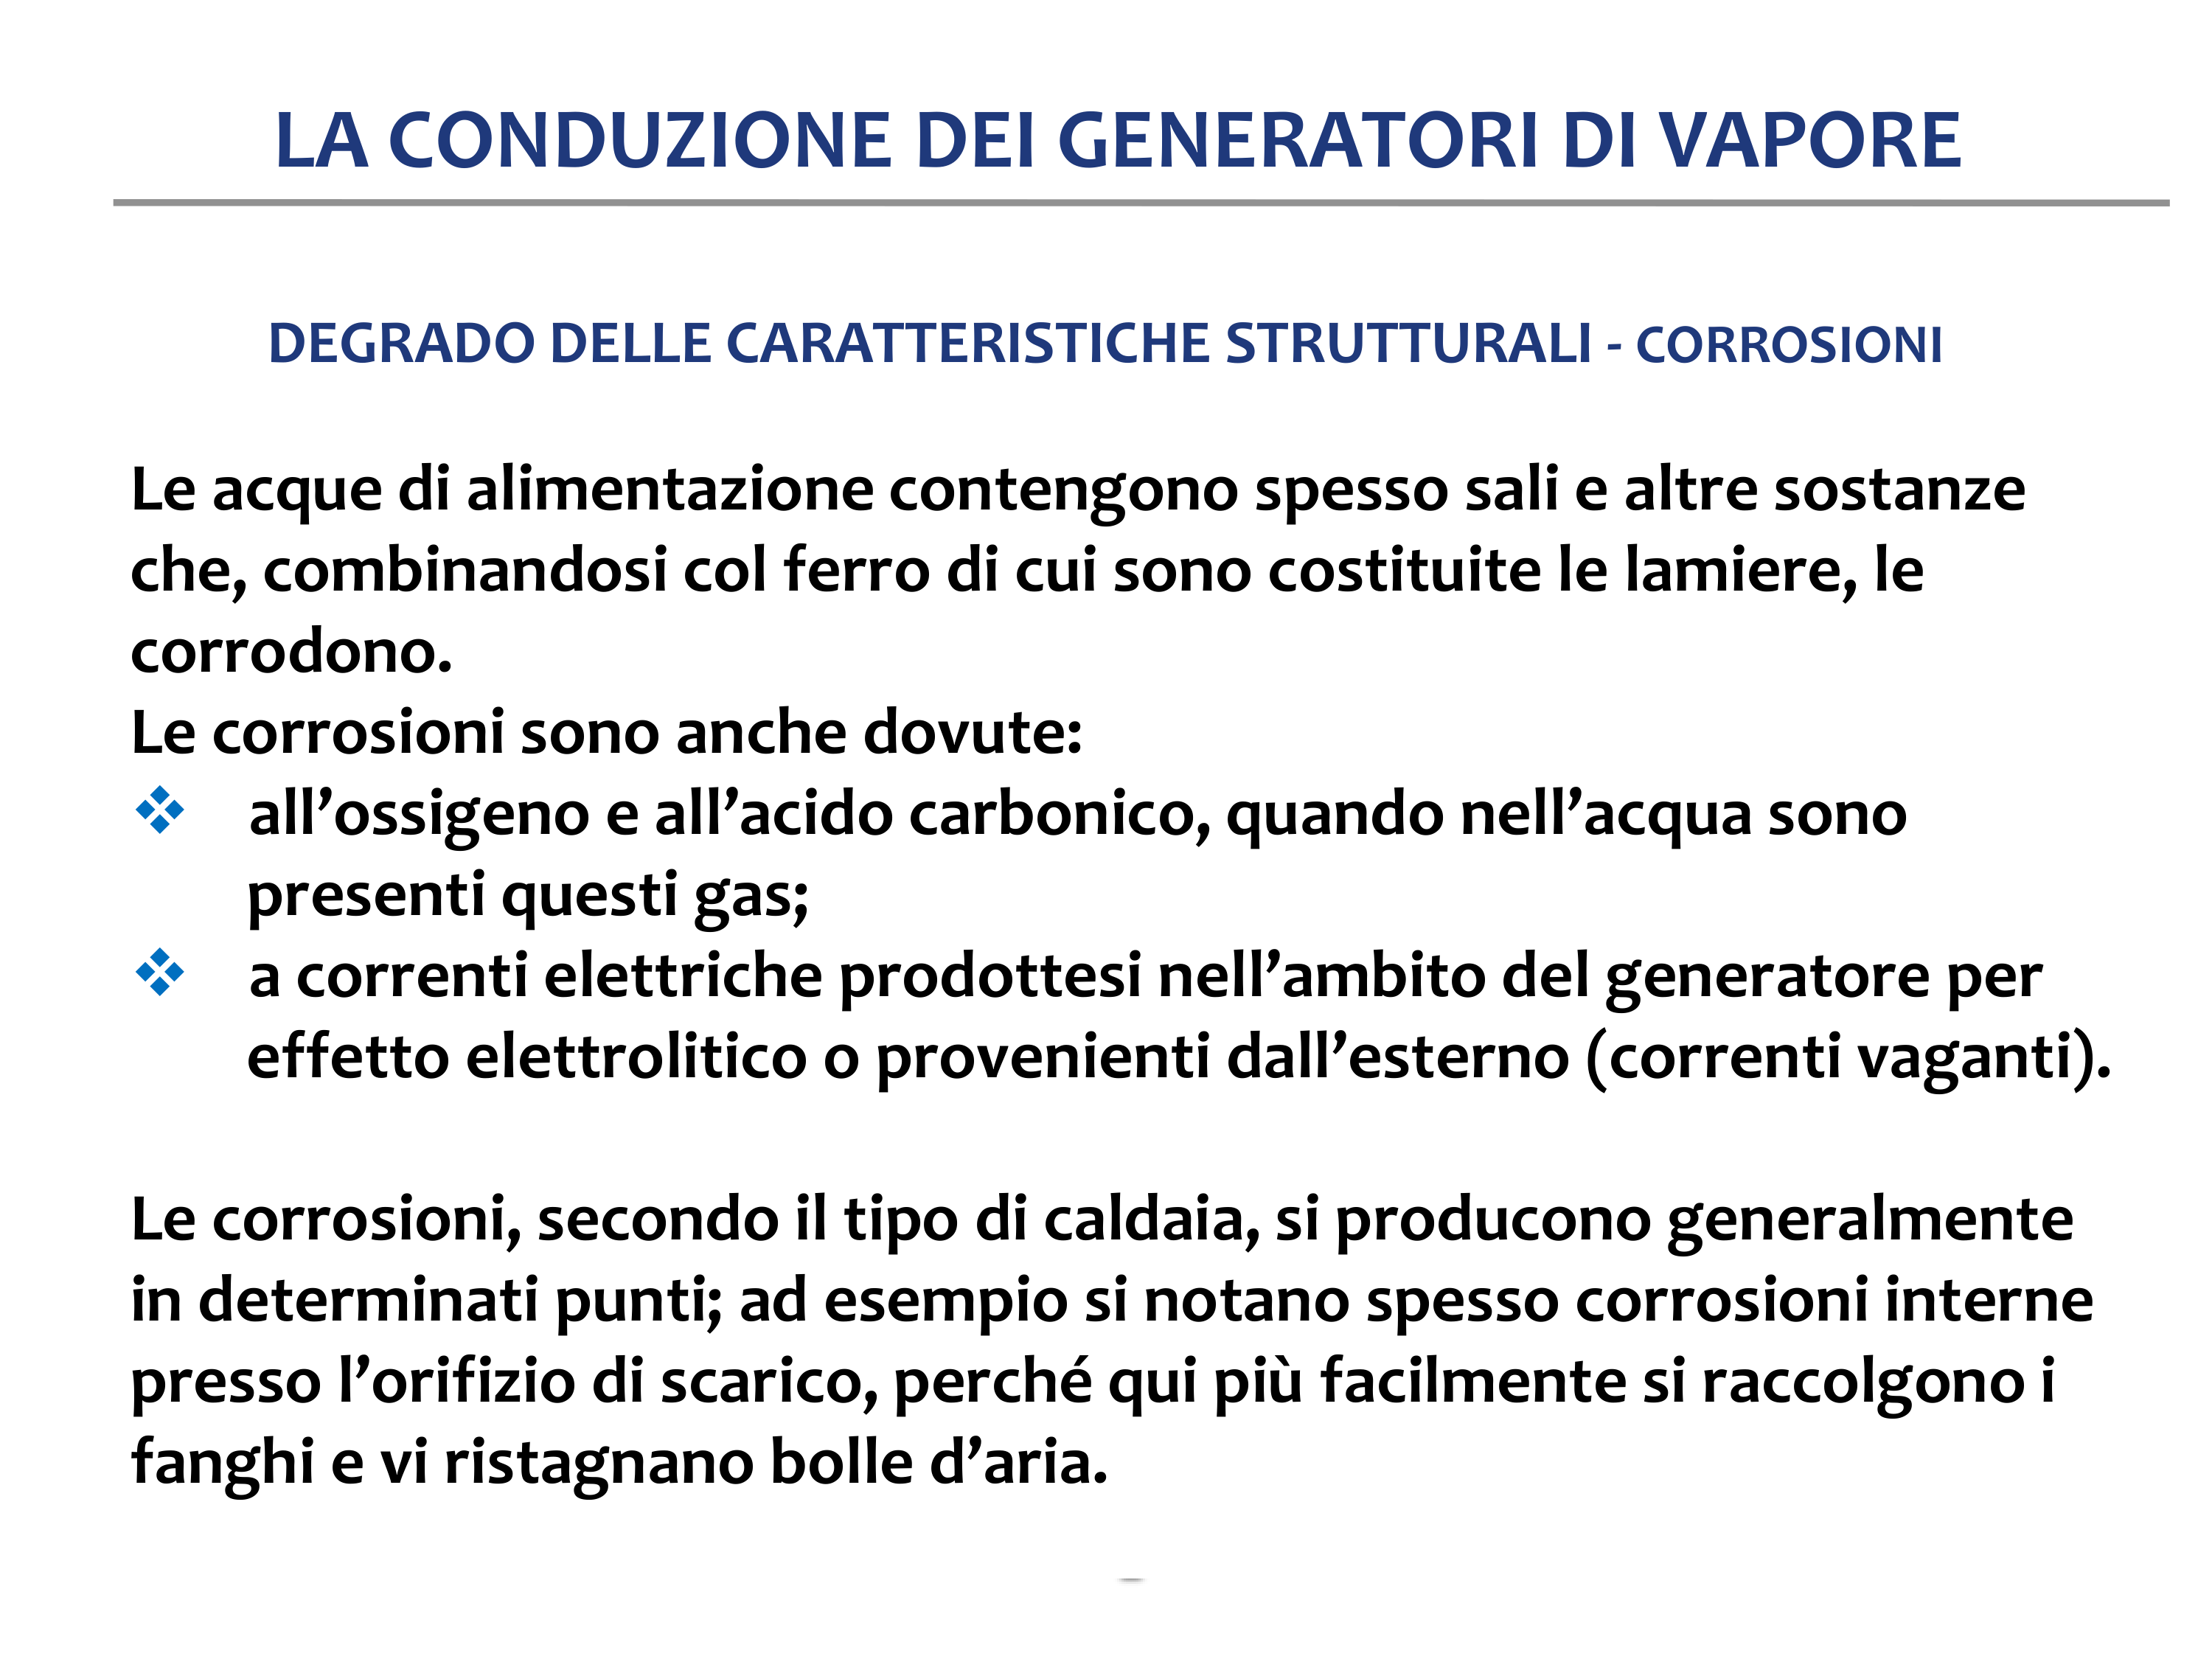 LA CONDUZIONE DEI GENERATORI DI VAPORE
DEGRADO DELLE CARATTERISTICHE STRUTTURALI - CORROSIONI
Le acque di alimentazione contengono spesso sali e altre sostanze
che, combinandosi col ferro di cui sono costituite le lamiere, le
corrodono.
Le corrosioni sono anche dovute:
❖ all’ossigeno e all’acido carbonico, quando nell’acqua sono
presenti questi gas;
❖ a correnti elettriche prodottesi nell’ambito del generatore per
effetto elettrolitico o provenienti dall’esterno (correnti vaganti).
Le corrosioni, secondo il tipo di caldaia, si producono generalmente
in determinati punti; ad esempio si notano spesso corrosioni interne
presso l’orifizio di scarico, perché qui più facilmente si raccolgono i
fanghi e vi ristagnano bolle d’aria.